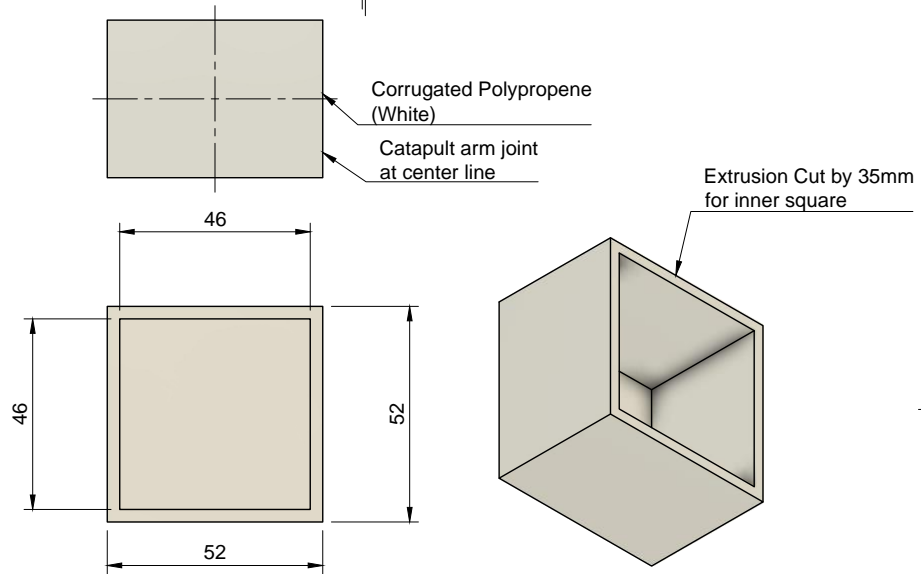 Corrugated Polypropene
(White)
Catapult arm joint
at center line
Extrusion Cut by 35mm
for inner square
46
46
52
52